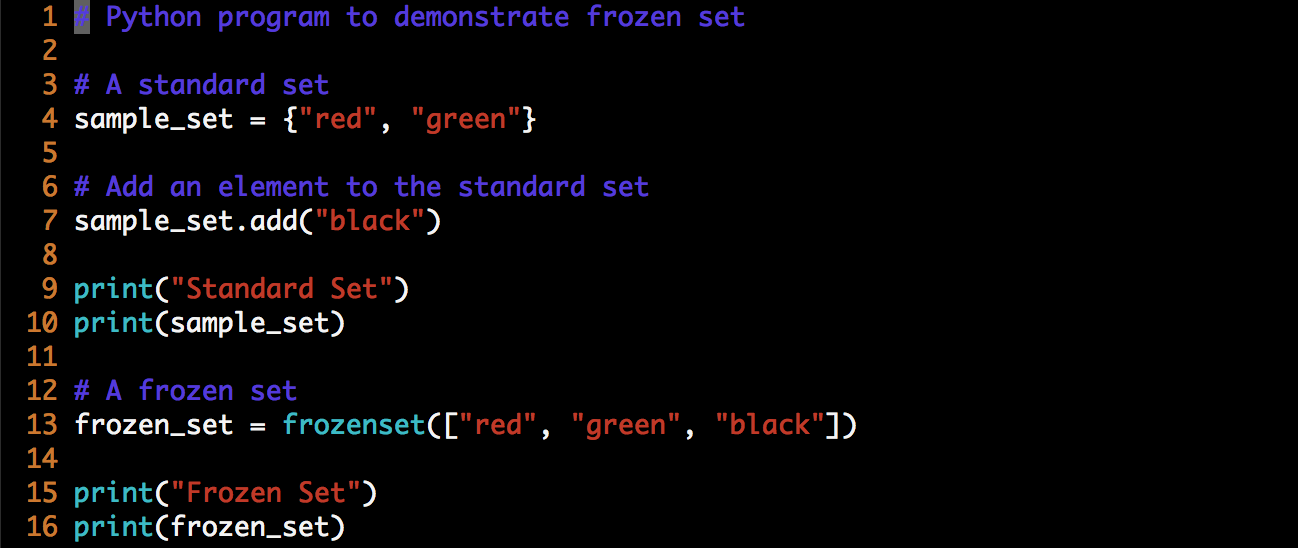 1 # Python program to demonstrate frozen set
2
3 # A standard set
4 sample_set = {"red", "green"}
5
6 # Add an element to the standard set
7 sample_set.add("black")
8
9 print("Standard Set")
10 print(sample_set)
11
12 # A frozen set
13 frozen_set = frozenset(["red", "green", "black"])
14
15 print("Frozen Set")
16 print(frozen_set)